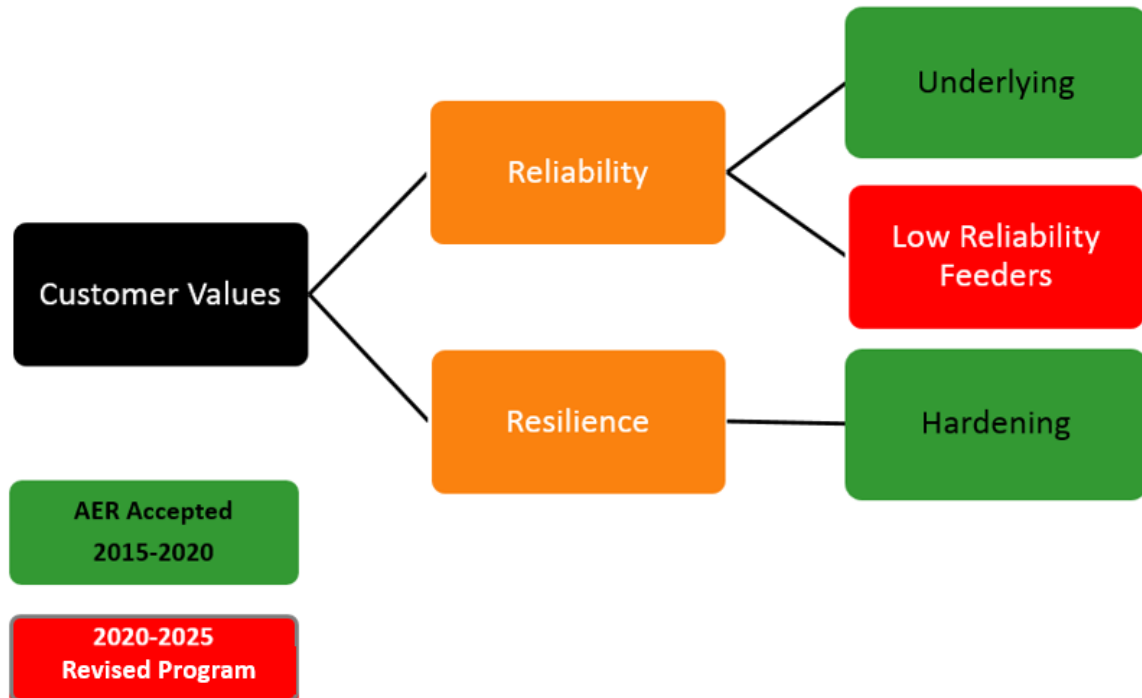 Underlying
Reliability
Low Reliability
Feeders
Customer Values
Resilience
Hardening
AER Accepted
2015-2020
2020-2025
Revised Program